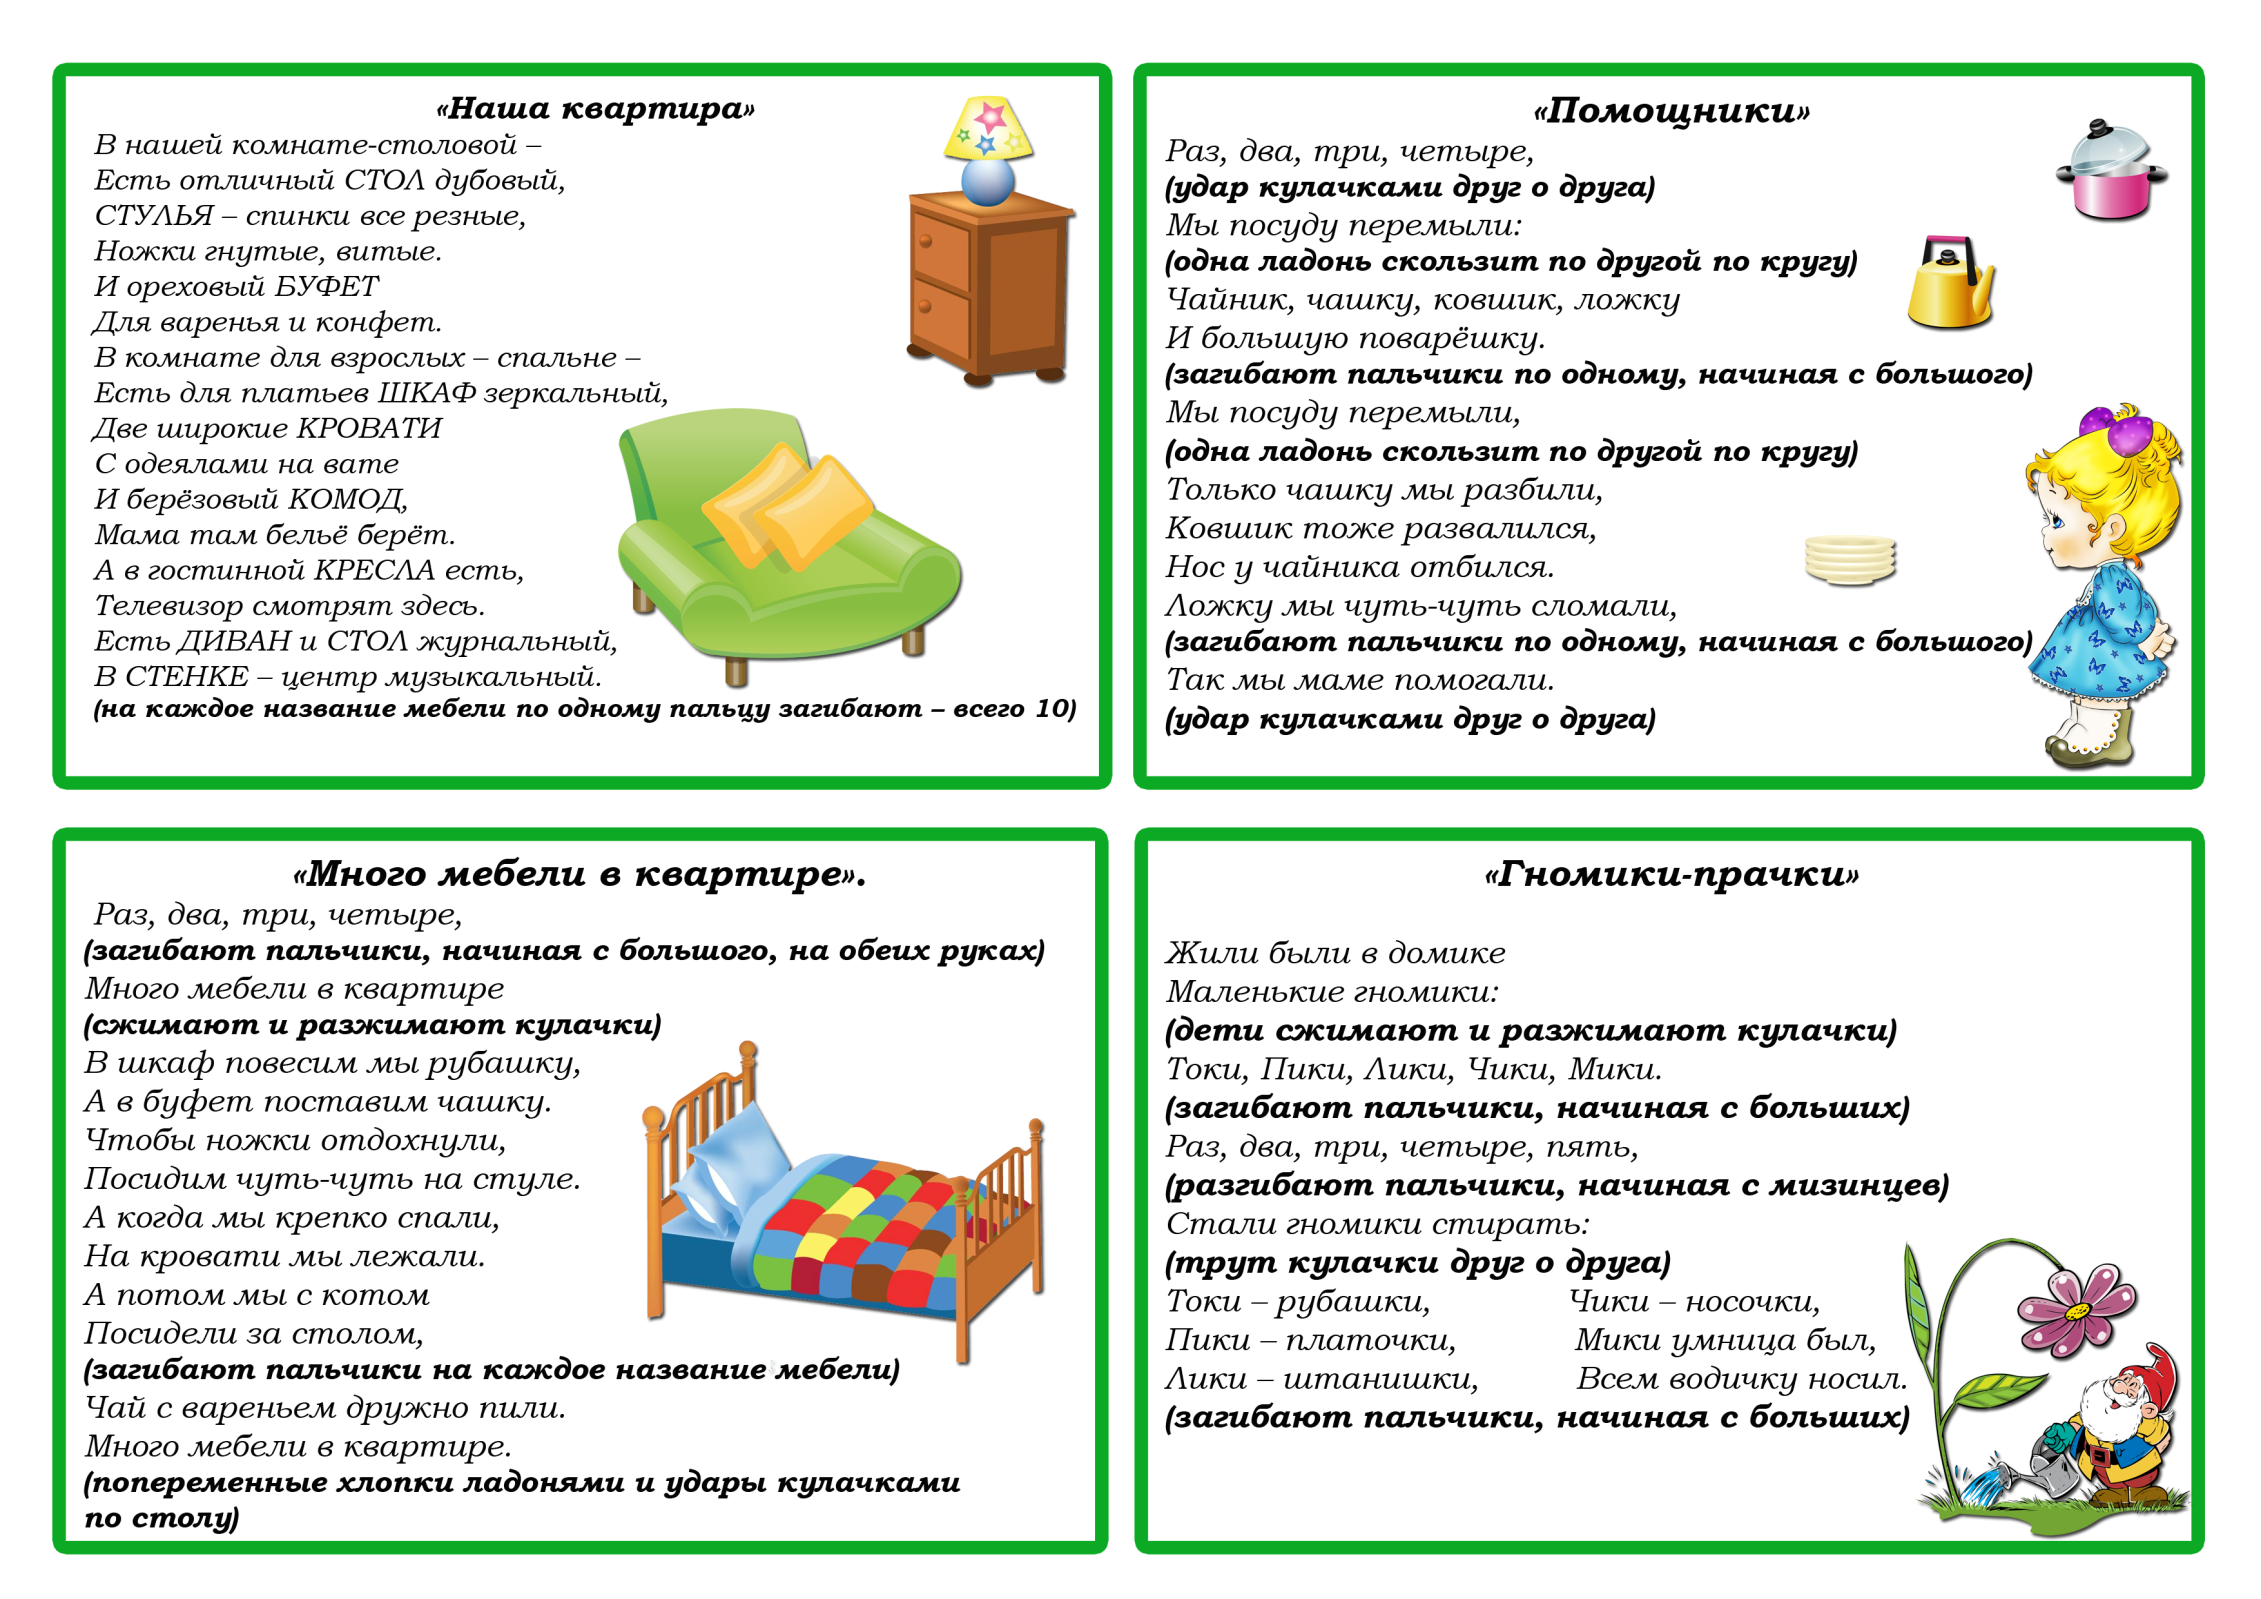 «Наша квартира»
В нашей комнате-столовой –
Есть отличный СТОЛ дубовый,
СТУЛЬЯ – спинки все резные,
Ножки гнутые, витые.
И ореховый БУФЕТ
Для варенья и конфет.
В комнате для взрослых – спальне –
Есть для платьев ШКАФ зеркальный,
Две широкие КРОВАТИ
С одеялами на вате
И берёзовый КОМОД,
Мама там бельё берёт.
А в гостинной КРЕСЛА есть,
Телевизор смотрят здесь.
Есть ДИВАН и СТОЛ журнальный,
В СТЕНКЕ – центр музыкальный.
(на каждое название мебели по одному пальцу загибают – всего 10)
«Помощники»
Раз, два, три, четыре,
(удар кулачками друг о друга)
Мы посуду перемыли:
(одна ладонь скользит по другой по кругу)
Чайник, чашку, ковшик, ложку
И большую поварёшку.
(загибают пальчики по одному, начиная с большого)
Мы посуду перемыли,
(одна ладонь скользит по другой по кругу)
Только чашку мы разбили,
Ковшик тоже развалился,
Нос у чайника отбился.
Ложку мы чуть-чуть сломали,
(загибают пальчики по одному, начиная с большого)
Так мы маме помогали.
(удар кулачками друг о друга)
«Много мебели в квартире».
Раз, два, три, четыре,
(загибают пальчики, начиная с большого, на обеих руках)
Много мебели в квартире
(сжимают и разжимают кулачки)
В шкаф повесим мы рубашку,
А в буфет поставим чашку.
Чтобы ножки отдохнули,
Посидим чуть-чуть на стуле.
А когда мы крепко спали,
На кровати мы лежали.
А потом мы с котом
Посидели за столом,
(загибают пальчики на каждое название мебели)
Чай с вареньем дружно пили.
Много мебели в квартире.
(попеременные хлопки ладонями и удары кулачками
по столу)
«Гномики-прачки»
Жили были в домике
Маленькие гномики:
(дети сжимают и разжимают кулачки)
Токи, Пики, Лики, Чики, Мики.
(загибают пальчики, начиная с больших)
Раз, два, три, четыре, пять,
(разгибают пальчики, начиная с мизинцев)
Стали гномики стирать:
(трут кулачки друг о друга)
Токи – рубашки, Чики – носочки,
Пики – платочки, Мики умница был,
Лики – штанишки, Всем водичку носил.
(загибают пальчики, начиная с больших)